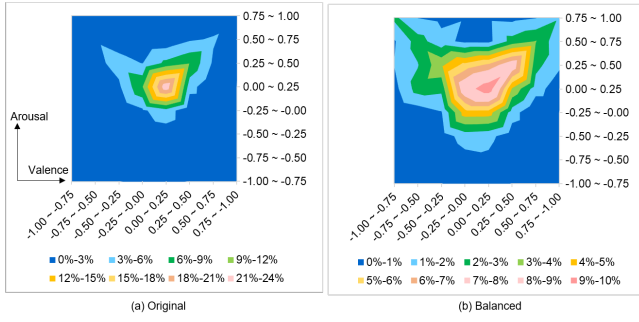 0.75 ~ 1.00
0.50 ~ 0.75
0.25 ~ 0.50
0.00 ~ 0.25
-0.25 ~ -0.00
-0.50 ~ -0.25
-0.75 ~ -0.50
-1.00 ~ -0.75
Arousal
Valence
-1.00 ~ -0.75
-0.75 ~ -0.50
-0.50 ~ -0.25
-0.25 ~ -0.00
0.00 ~ 0.25
0.25 ~ 0.50
0.50 ~ 0.75
0.75 ~ 1.00
0%-3% 3%-6% 6%-9% 9%-12%
12%-15% 15%-18% 18%-21% 21%-24%
(a) Original
0.75 ~ 1.00
0.50 ~ 0.75
0.25 ~ 0.50
0.00 ~ 0.25
-0.25 ~ -0.00
-0.50 ~ -0.25
-0.75 ~ -0.50
-1.00 ~ -0.75
-1.00 ~ -0.75
-0.75 ~ -0.50
-0.50 ~ -0.25
-0.25 ~ -0.00
0.00 ~ 0.25
0.25 ~ 0.50
0.50 ~ 0.75
0.75 ~ 1.00
0%-1% 1%-2% 2%-3% 3%-4% 4%-5%
5%-6% 6%-7% 7%-8% 8%-9% 9%-10%
(b) Balanced